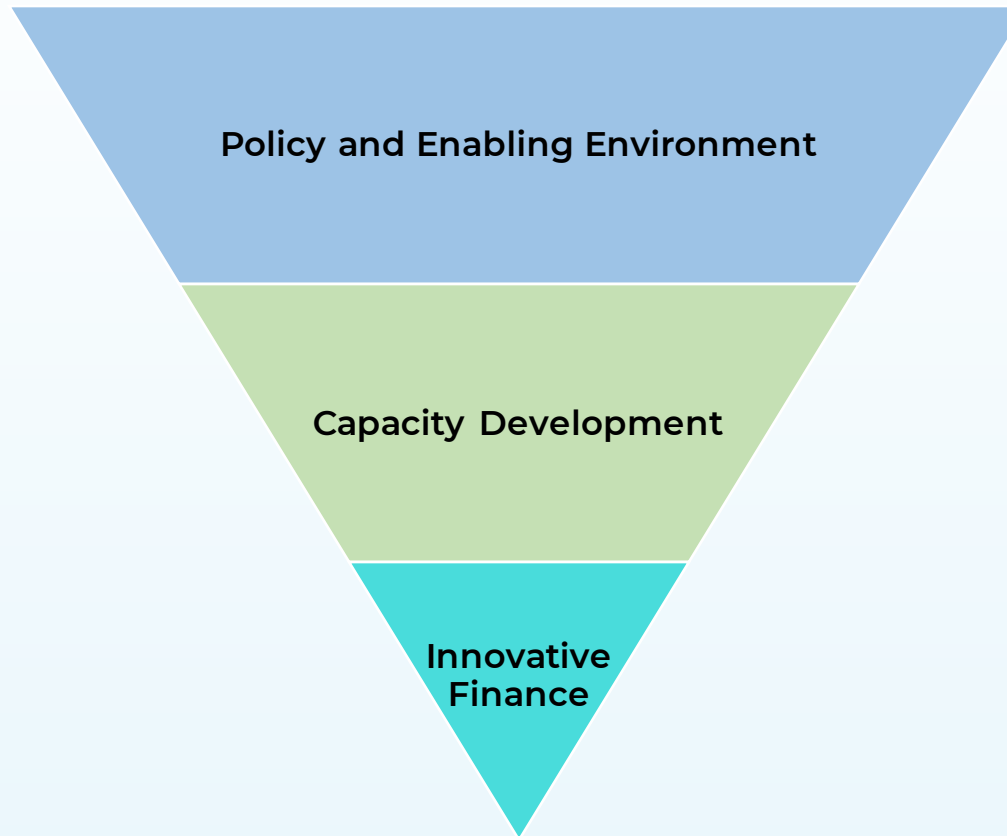 Policy and Enabling Environment
Capacity Development
Innovative
Finance